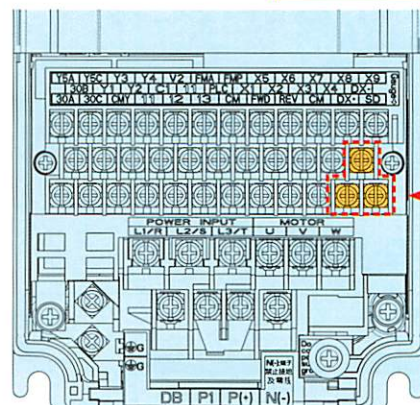 Y5A Y5C Y3 Y4 V2 FMA FMP X5 X6 X7 X8 X9
30B Y1 Y2 C1 11 PLC X1 X2 X3 X4 DX-
30A 30C CMY 11 12 13 CM FWD REV CM DX+ SD
POWER INPUT MOTOR
L1/R L2/S L3/T U V W
G
G
DB P1 P(+) N(-)